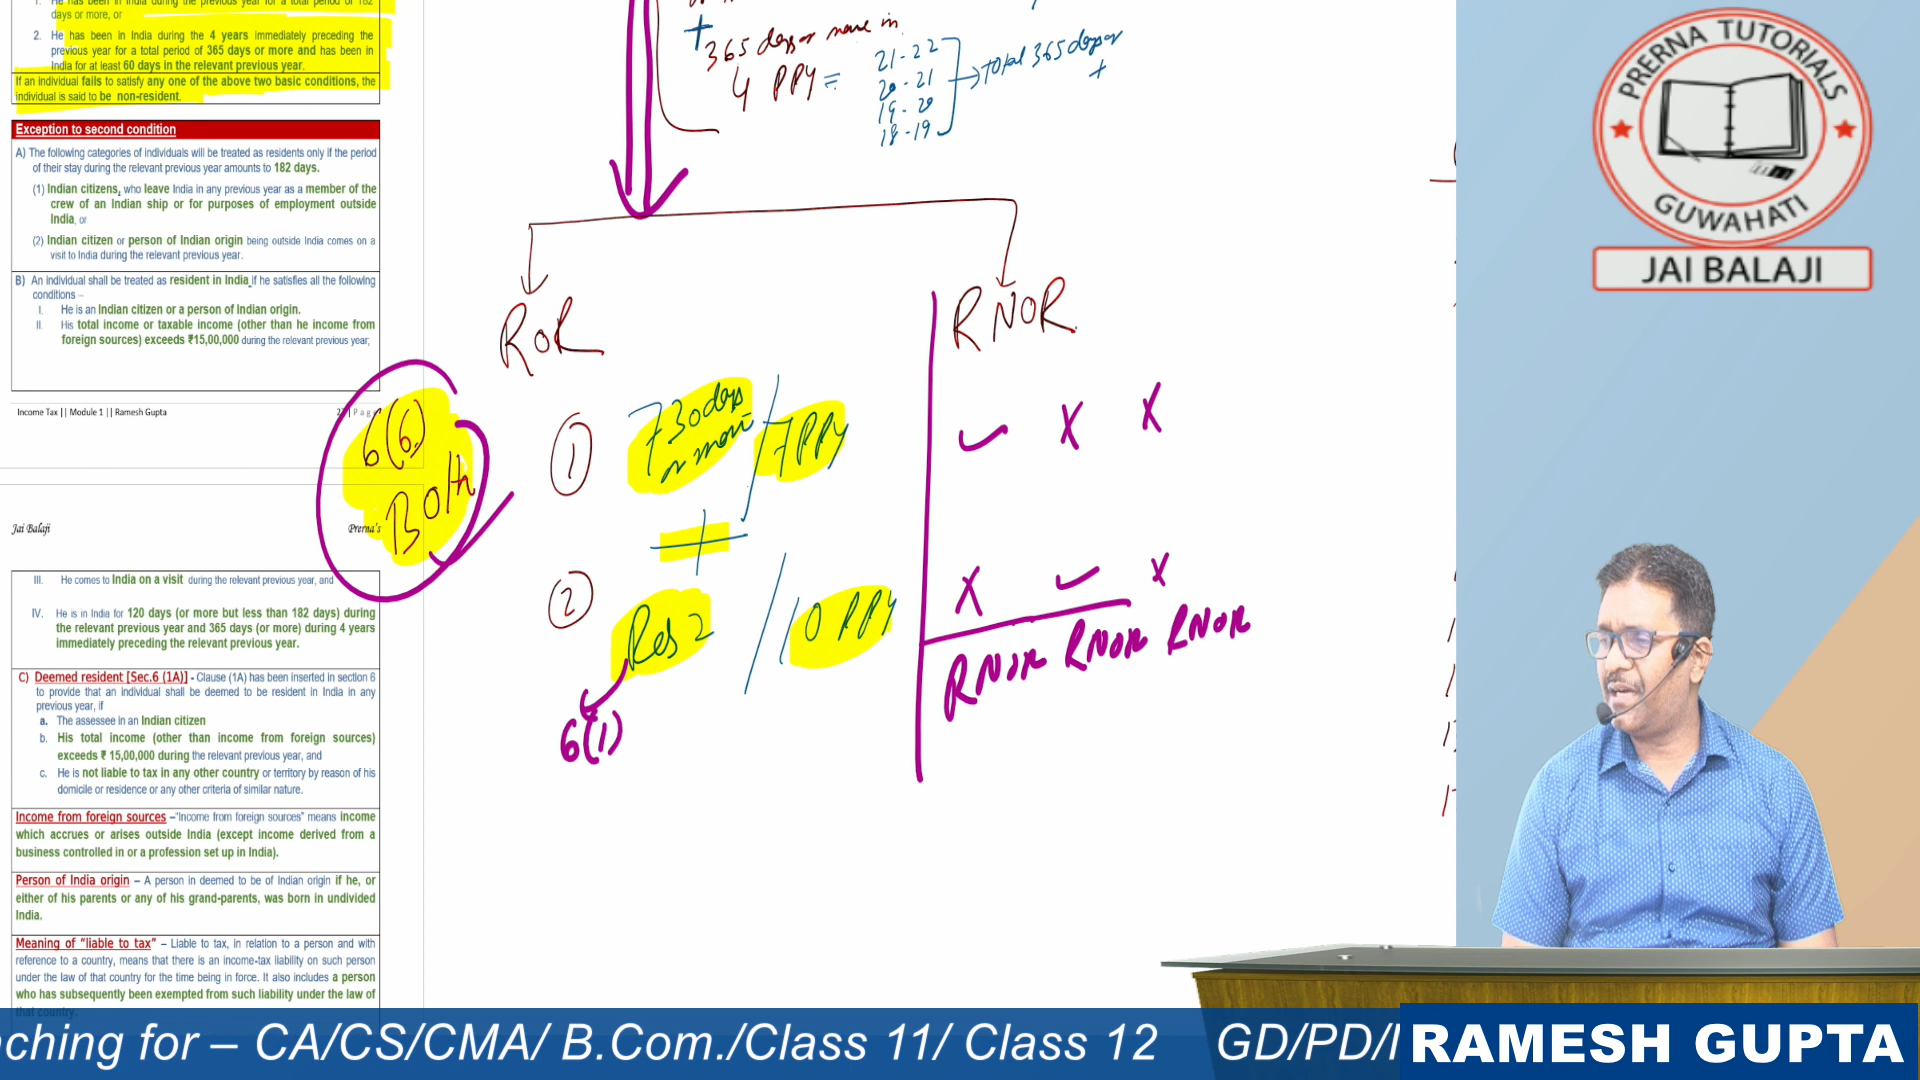 1. He has been in India during the previous year for a total period of 182
days or more, or
2. He has been in India during the 4 years immediately preceding the
previous year for a total period of 365 days or more and has been in
India for at least 60 days in the relevant previous year.
If an individual fails to satisfy any one of the above two basic conditions, the
individual is said to be non-resident.
Exception to second condition
A) The following categories of individuals will be treated as residents only if the period
of their stay during the relevant previous year amounts to 182 days.
(1) Indian citizens, who leave India in any previous year as a member of the
crew of an Indian ship or for purposes of employment outside
India, or
(2) Indian citizen or person of Indian origin being outside India comes on a
visit to India during the relevant previous year.
B) An individual shall be treated as resident in India if he satisfies all the following
conditions –
I. He is an Indian citizen or a person of Indian origin.
II. His total income or taxable income (other than he income from
foreign sources) exceeds ₹15,00,000 during the relevant previous year;
Income Tax || Module 1 || Ramesh Gupta
Jai Balaji
Prerna's
III. He comes to India on a visit during the relevant previous year, and
IV. He is in India for 120 days (or more but less than 182 days) during
the relevant previous year and 365 days (or more) during 4 years
immediately preceding the relevant previous year.
C) Deemed resident [Sec.6 (1A)] - Clause (1A) has been inserted in section 6
to provide that an individual shall be deemed to be resident in India in any
previous year, if
a. The assessee in an Indian citizen
b. His total income (other than income from foreign sources)
exceeds ₹ 15,00,000 during the relevant previous year, and
c. He is not liable to tax in any other country or territory by reason of his
domicile or residence or any other criteria of similar nature.
Income from foreign sources –"Income from foreign sources" means income
which accrues or arises outside India (except income derived from a
business controlled in or a profession set up in India).
Person of India origin – A person in deemed to be of Indian origin if he, or
either of his parents or any of his grand-parents, was born in undivided
India.
Meaning of "liable to tax" – Liable to tax, in relation to a person and with
reference to a country, means that there is an income-tax liability on such person
under the law of that country for the time being in force. It also includes a person
who has subsequently been exempted from such liability under the law of
that country.
+
365 days or more in
4 PPY =
21-22
20-21
19-20
18-19
Total 365 days or
+
ROR
RNOR
6(6)
Both
1
730 days
or more
/ 7 PPY
✓ X X
+
2
Res 2 / 10 PPY
X ✓ X
6(1)
RNOR RNOR RNOR
PRERNA TUTORIALS
GUWAHATI
JAI BALAJI
ching for – CA/CS/CMA/ B.Com./Class 11/ Class 12 GD/PD/
RAMESH GUPTA